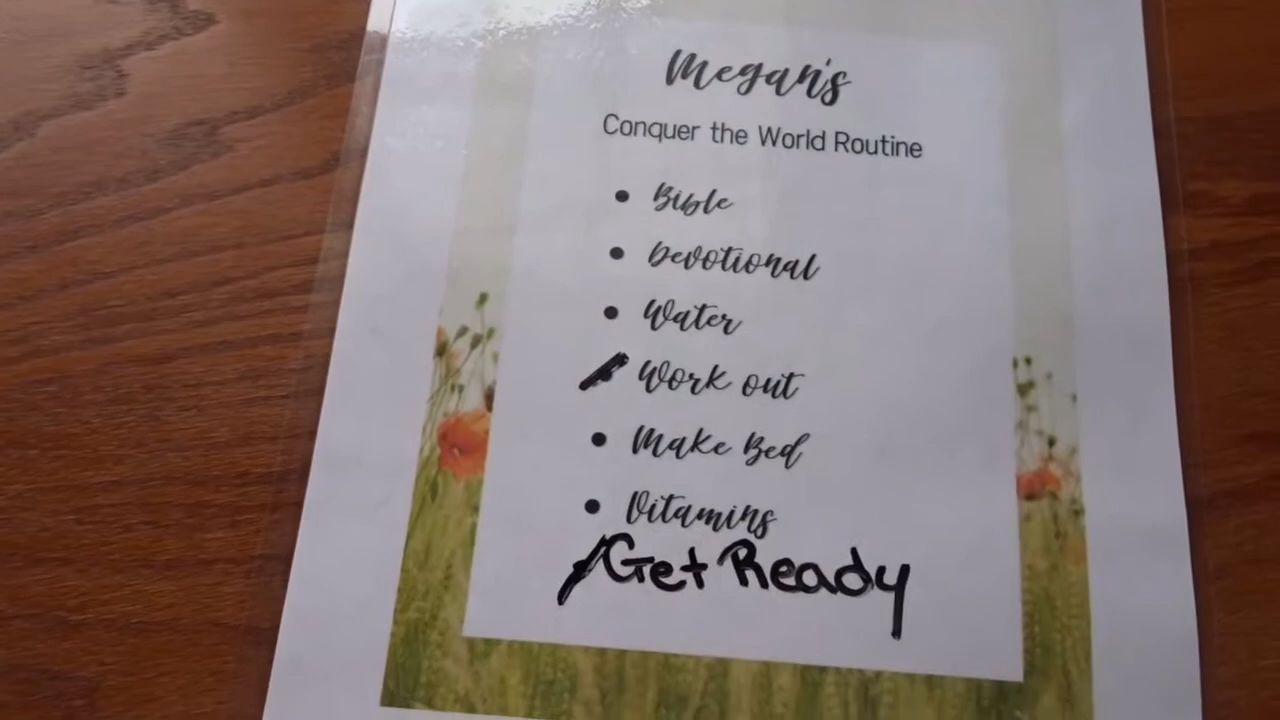 Megan's
Conquer the World Routine
• Bible
• Devotional
• Water
• Work out
• Make Bed
• Vitamins
Get Ready